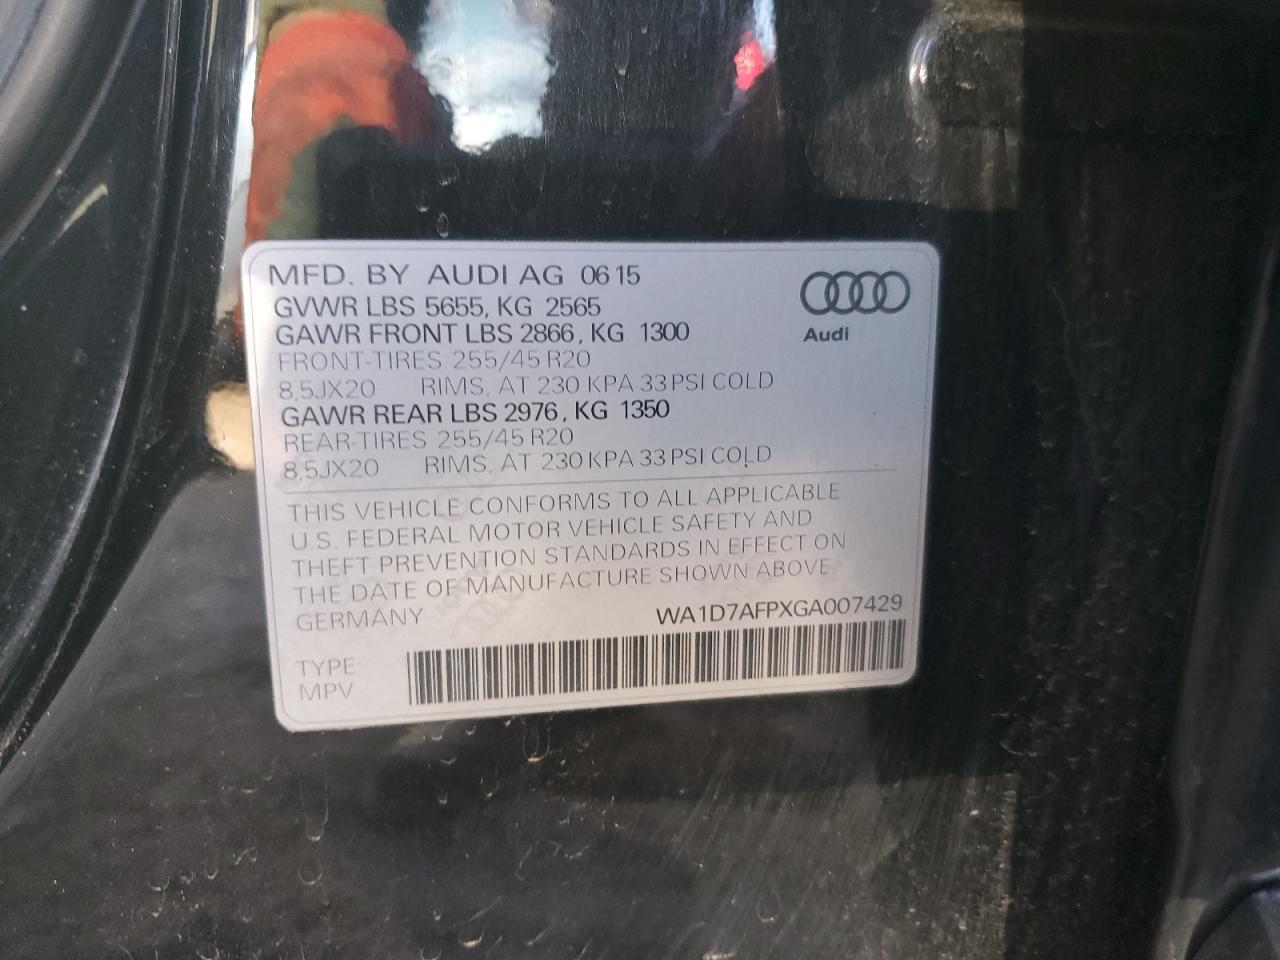 MFD. BY AUDI AG 0615
GVWR LBS 5655, KG 2565
GAWR FRONT LBS 2866, KG 1300
Audi
FRONT-TIRES 255/45 R20
8,5JX20 RIMS, AT 230 KPA 33 PSI COLD
GAWR REAR LBS 2976, KG 1350
REAR-TIRES 255/45 R20
8,5JX20 RIMS, AT 230 KPA 33 PSI COLD
THIS VEHICLE CONFORMS TO ALL APPLICABLE
U.S. FEDERAL MOTOR VEHICLE SAFETY AND
THEFT PREVENTION STANDARDS IN EFFECT ON
THE DATE OF MANUFACTURE SHOWN ABOVE
GERMANY WA1D7AFPXGA007429
TYPE:
MPV